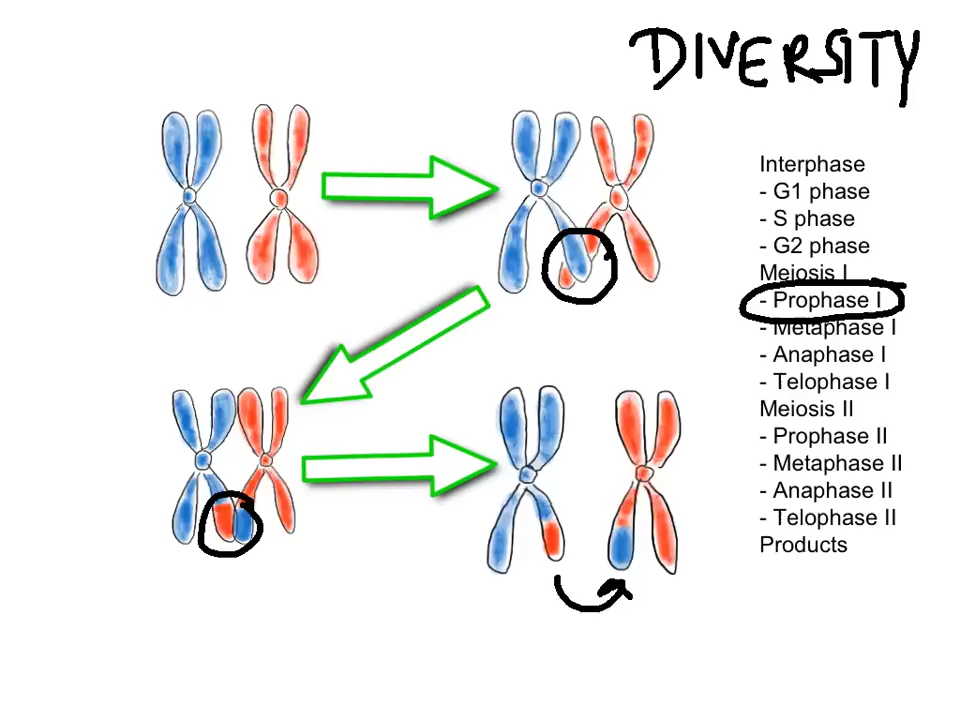 DIVERSITY
Interphase
- G1 phase
- S phase
- G2 phase
Meiosis I
- Prophase I
- Metaphase I
- Anaphase I
- Telophase I
Meiosis II
- Prophase II
- Metaphase II
- Anaphase II
- Telophase II
Products